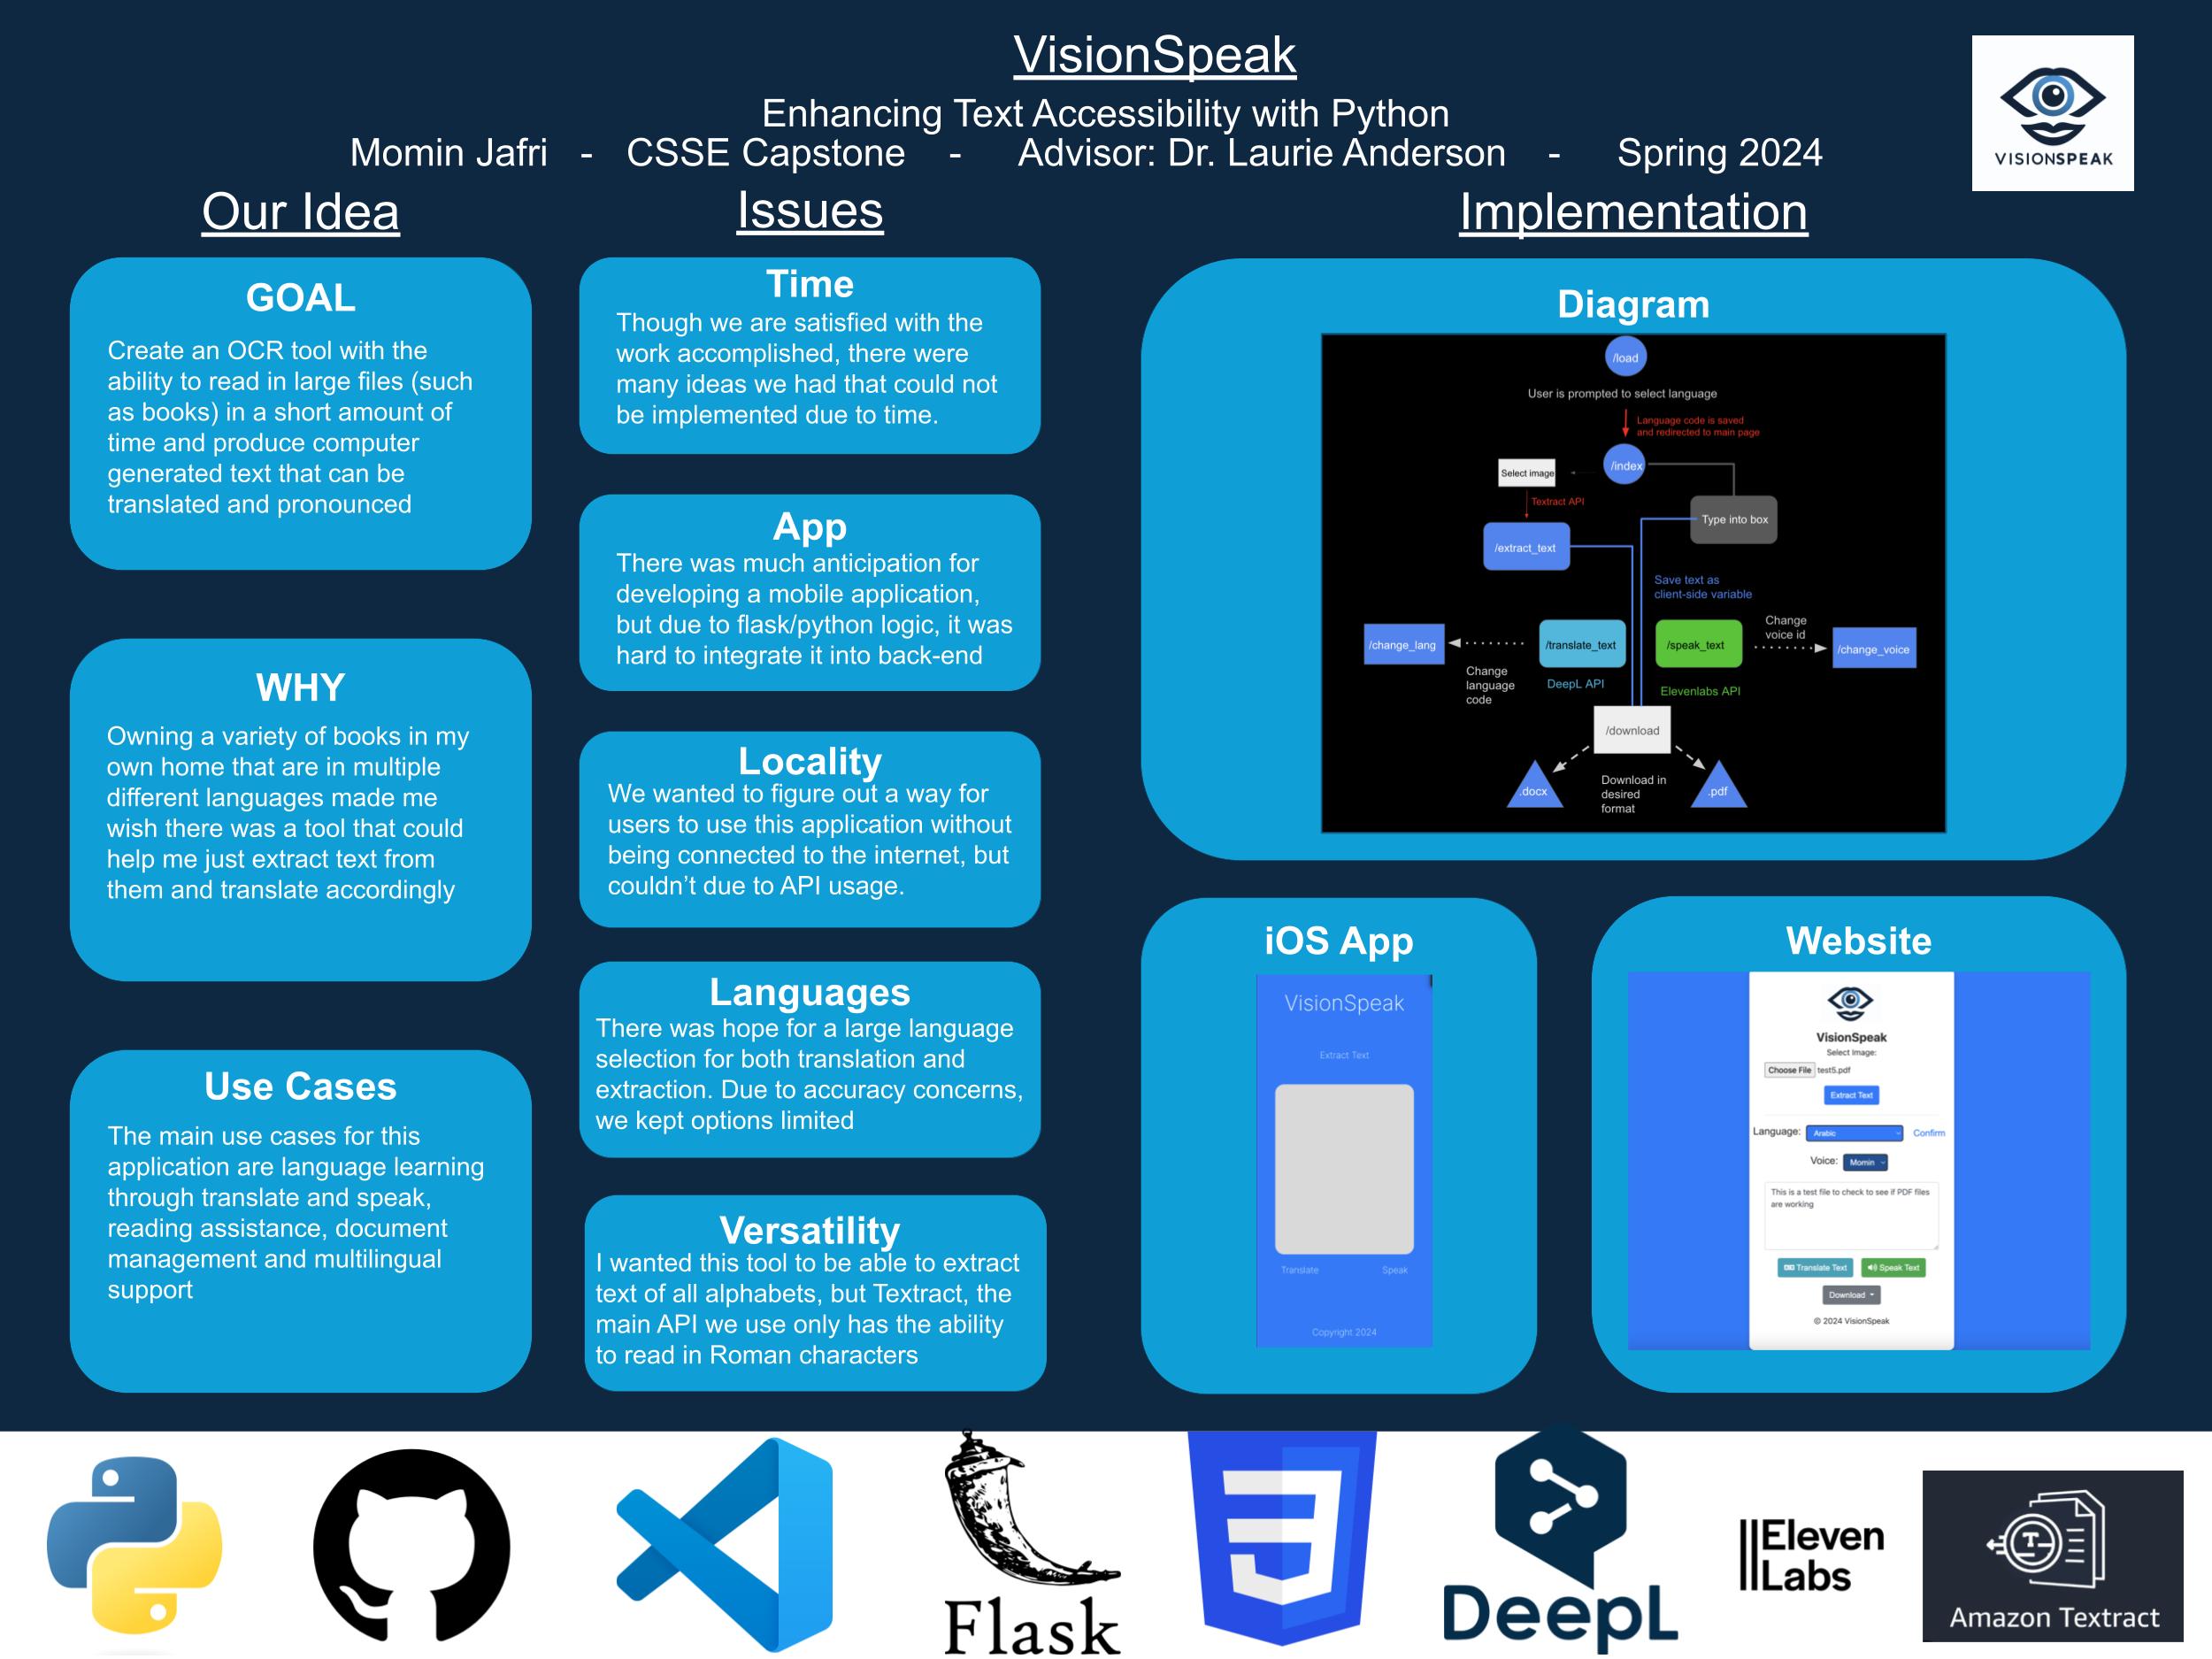 VisionSpeak
Enhancing Text Accessibility with Python
Momin Jafri - CSSE Capstone - Advisor: Dr. Laurie Anderson - Spring 2024
VISIONSPEAK
Our Idea
GOAL
Create an OCR tool with the
ability to read in large files (such
as books) in a short amount of
time and produce computer
generated text that can be
translated and pronounced
WHY
Owning a variety of books in my
own home that are in multiple
different languages made me
wish there was a tool that could
help me just extract text from
them and translate accordingly
Use Cases
The main use cases for this
application are language learning
through translate and speak,
reading assistance, document
management and multilingual
support
Issues
Time
Though we are satisfied with the
work accomplished, there were
many ideas we had that could not
be implemented due to time.
App
There was much anticipation for
developing a mobile application,
but due to flask/python logic, it was
hard to integrate it into back-end
Locality
We wanted to figure out a way for
users to use this application without
being connected to the internet, but
couldn't due to API usage.
Languages
There was hope for a large language
selection for both translation and
extraction. Due to accuracy concerns,
we kept options limited
Versatility
I wanted this tool to be able to extract
text of all alphabets, but Textract, the
main API we use only has the ability
to read in Roman characters
Implementation
Diagram
/load
User is prompted to select language
Language code is saved
and redirected to main page
/index
Select image
Textract API
Type into box
/extract_text
Save text as
client-side variable
/change_lang
/translate_text
/speak_text
Change
voice id
/change_voice
Change
language
code
DeepL API
Elevenlabs API
/download
.docx
Download in
desired
format
.pdf
iOS App
VisionSpeak
Extract Text
Translate
Speak
Copyright 2024
Website
VisionSpeak
Select Image:
Choose File test5.pdf
Extract Text
Language: Arabic Confirm
Voice: Momin
This is a test file to check to see if PDF files
are working
Translate Text
Speak Text
Download
© 2024 VisionSpeak
Flask
DeepL
Eleven
Labs
Amazon Textract